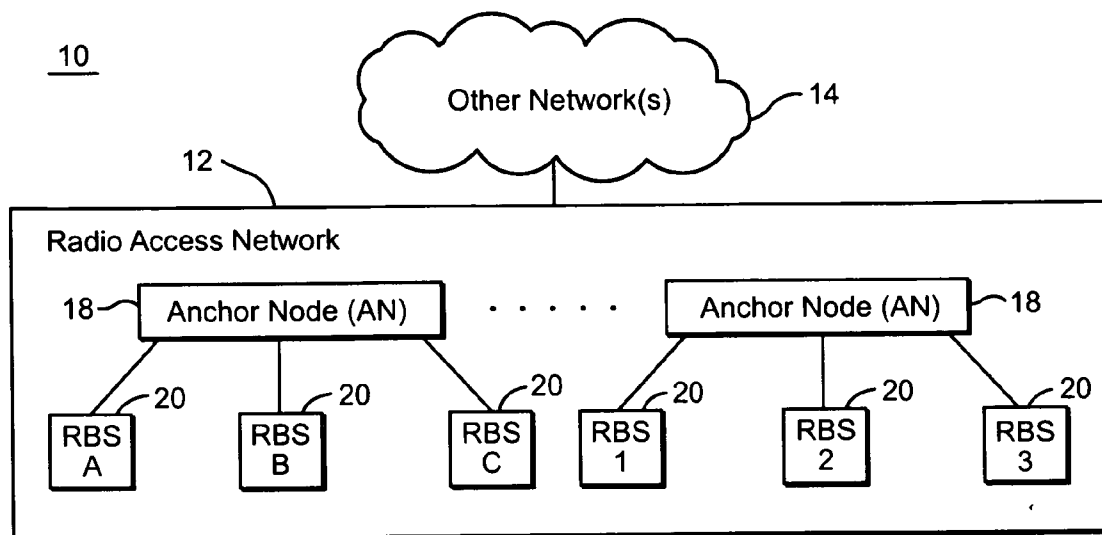 10
Other Network(s)
14
12
Radio Access Network
18
Anchor Node (AN)
. . . . .
Anchor Node (AN)
18
20
20
20
20
20
20
RBS
A
RBS
B
RBS
C
RBS
1
RBS
2
RBS
3